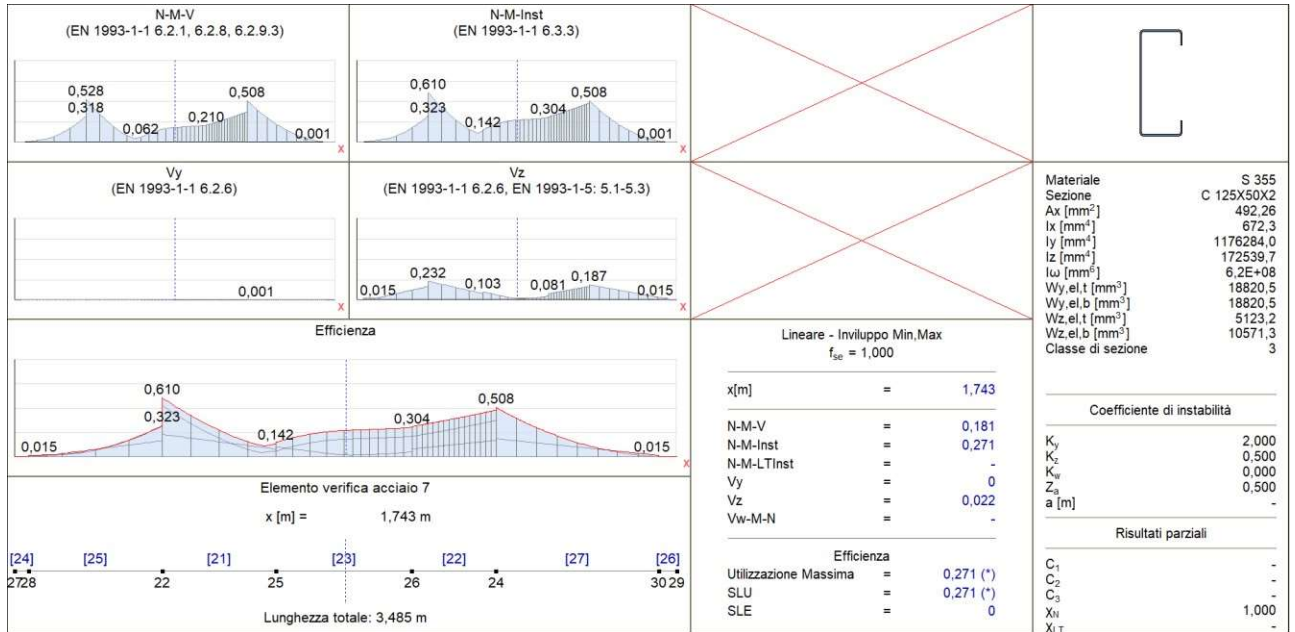 N-M-V
(EN 1993-1-1 6.2.1, 6.2.8, 6.2.9.3)
0,528
0,318
0,062
0,210
0,508
0,001
x
N-M-Inst
(EN 1993-1-1 6.3.3)
0,610
0,323
0,142
0,304
0,508
0,001
x
Vy
(EN 1993-1-1 6.2.6)
0,001
x
Vz
(EN 1993-1-1 6.2.6, EN 1993-1-5: 5.1-5.3)
0,015
0,232
0,103
0,081
0,187
0,015
x
Efficienza
0,015
0,610
0,323
0,142
0,304
0,508
0,015
x
Elemento verifica acciaio 7
x [m] = 1,743 m
[24] [25] [21] [23] [22] [27] [26]
2728 22 25 26 24 3029
Lunghezza totale: 3,485 m
Lineare - Inviluppo Min,Max
fse = 1,000
x[m] = 1,743
N-M-V = 0,181
N-M-Inst = 0,271
N-M-LTInst = -
Vy = 0
Vz = 0,022
Vw-M-N = -
Efficienza
Utilizzazione Massima = 0,271 (*)
SLU = 0,271 (*)
SLE = 0
Materiale S 355
Sezione C 125X50X2
Ax [mm²] 492,26
Ix [mm⁴] 672,3
Iy [mm⁴] 1176284,0
Iz [mm⁴] 172539,7
Iω [mm⁶] 6,2E+08
Wy,el,t [mm³] 18820,5
Wy,el,b [mm³] 18820,5
Wz,el,t [mm³] 5123,2
Wz,el,b [mm³] 10571,3
Classe di sezione 3
Coefficiente di instabilità
Ky 2,000
Kz 0,500
Kw 0,000
Za 0,500
a [m] -
Risultati parziali
C1 -
C2 -
C3 -
χN 1,000
χLT -